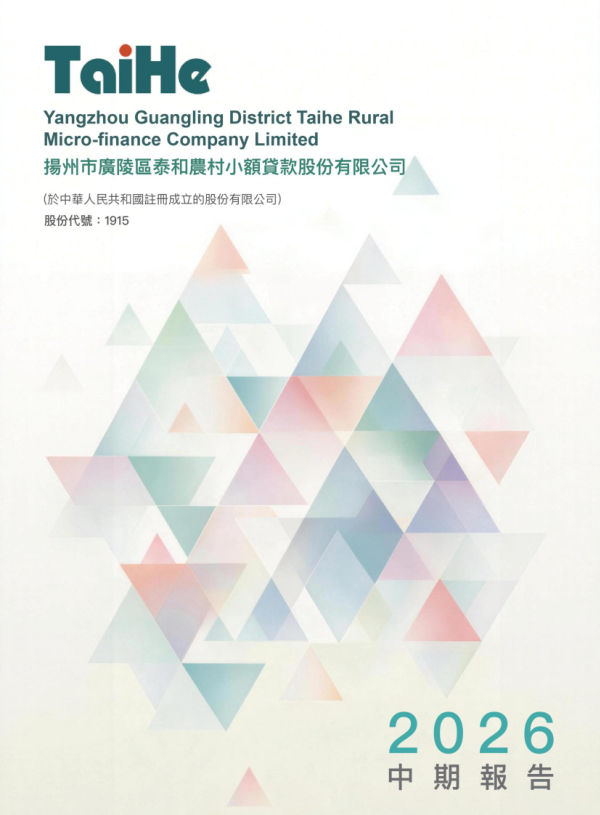 TaiHe
Yangzhou Guangling District Taihe Rural
Micro-finance Company Limited
揚州市廣陵區泰和農村小額貸款股份有限公司
(於中華人民共和國註冊成立的股份有限公司)
股份代號：1915
2026
中期報告